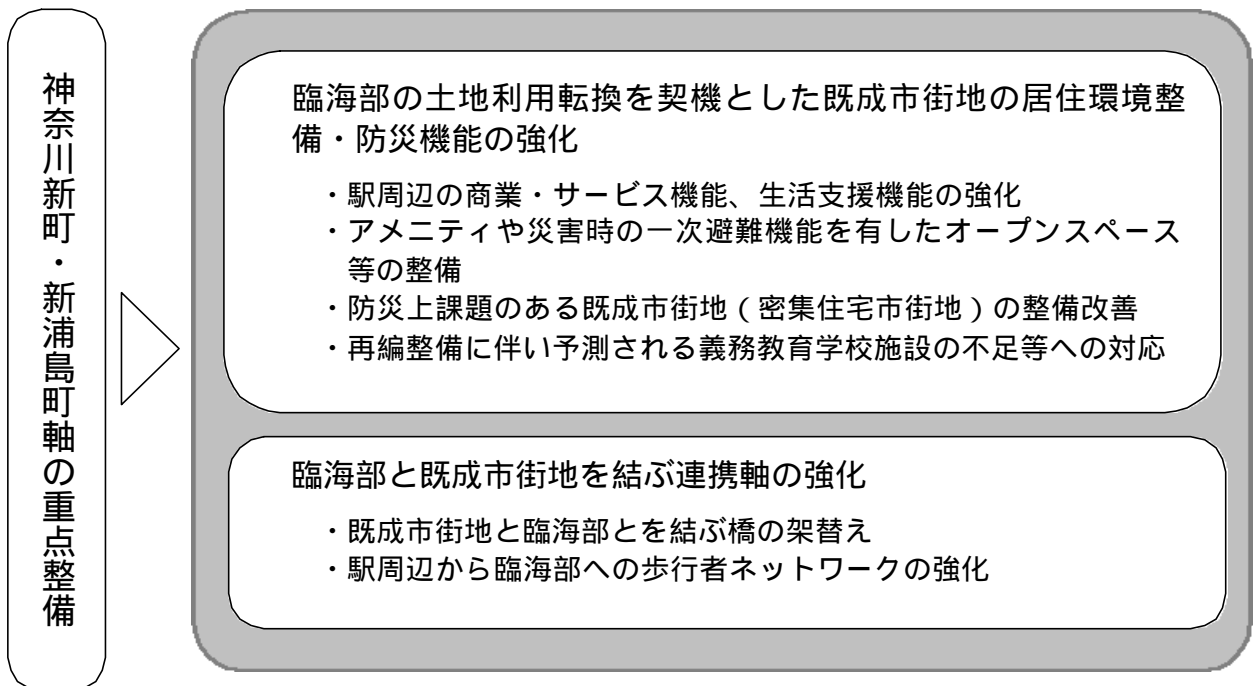 神奈川新町・新浦島町軸の重点整備
臨海部の土地利用転換を契機とした既成市街地の居住環境整
備・防災機能の強化
・駅周辺の商業・サービス機能、生活支援機能の強化
・アメニティや災害時の一次避難機能を有したオープンスペース
等の整備
・防災上課題のある既成市街地（密集住宅市街地）の整備改善
・再編整備に伴い予測される義務教育学校施設の不足等への対応
臨海部と既成市街地を結ぶ連携軸の強化
・既成市街地と臨海部とを結ぶ橋の架替え
・駅周辺から臨海部への歩行者ネットワークの強化